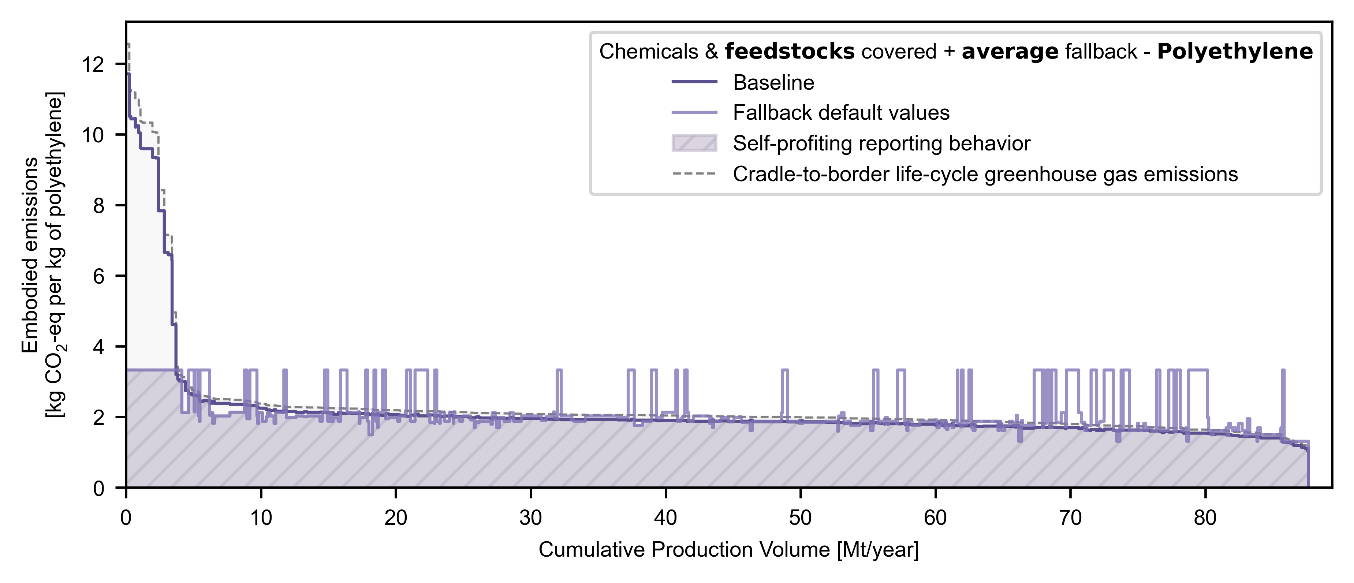 Chemicals & feedstocks covered + average fallback - Polyethylene
Baseline
Fallback default values
Self-profiting reporting behavior
Cradle-to-border life-cycle greenhouse gas emissions
Embodied emissions
[kg CO₂-eq per kg of polyethylene]
12
10
8
6
4
2
0
0 10 20 30 40 50 60 70 80
Cumulative Production Volume [Mt/year]